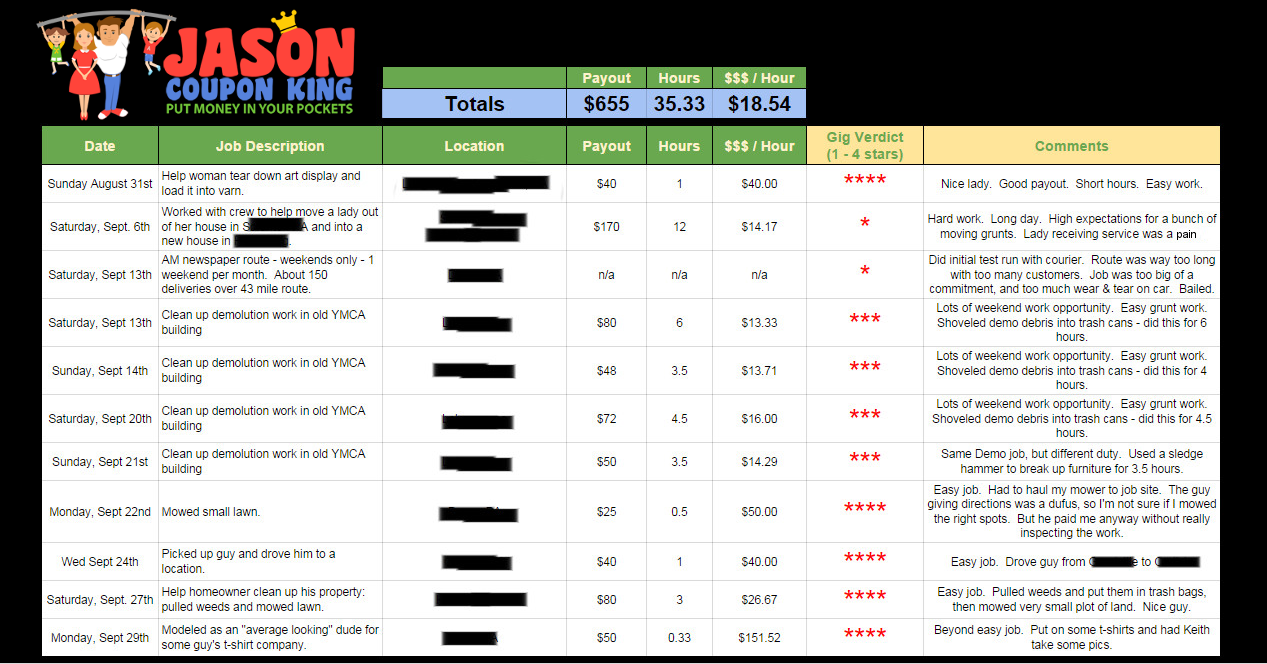 JASON
COUPON KING
PUT MONEY IN YOUR POCKETS
Payout Hours $$$ / Hour
Totals $655 35.33 $18.54
Date Job Description Location Payout Hours $$$ / Hour Gig Verdict
(1 - 4 stars) Comments
Sunday August 31st Help woman tear down art display and
load it into varn. $40 1 $40.00 **** Nice lady. Good payout. Short hours. Easy work.
Saturday, Sept. 6th Worked with crew to help move a lady out
of her house in S A and into a
new house in . $170 12 $14.17 * Hard work. Long day. High expectations for a bunch of
moving grunts. Lady receiving service was a pain
Saturday, Sept 13th AM newspaper route - weekends only - 1
weekend per month. About 150
deliveries over 43 mile route. n/a n/a n/a * Did initial test run with courier. Route was way too long
with too many customers. Job was too big of a
commitment, and too much wear & tear on car. Bailed.
Saturday, Sept 13th Clean up demolution work in old YMCA
building $80 6 $13.33 *** Lots of weekend work opportunity. Easy grunt work.
Shoveled demo debris into trash cans - did this for 6
hours.
Sunday, Sept 14th Clean up demolution work in old YMCA
building $48 3.5 $13.71 *** Lots of weekend work opportunity. Easy grunt work.
Shoveled demo debris into trash cans - did this for 4
hours.
Saturday, Sept 20th Clean up demolution work in old YMCA
building $72 4.5 $16.00 *** Lots of weekend work opportunity. Easy grunt work.
Shoveled demo debris into trash cans - did this for 4.5
hours.
Sunday, Sept 21st Clean up demolution work in old YMCA
building $50 3.5 $14.29 *** Same Demo job, but different duty. Used a sledge
hammer to break up furniture for 3.5 hours.
Monday, Sept 22nd Mowed small lawn. $25 0.5 $50.00 **** Easy job. Had to haul my mower to job site. The guy
giving directions was a dufus, so I'm not sure if I mowed
the right spots. But he paid me anyway without really
inspecting the work.
Wed Sept 24th Picked up guy and drove him to a
location. $40 1 $40.00 **** Easy job. Drove guy from e to
Saturday, Sept. 27th Help homeowner clean up his property:
pulled weeds and mowed lawn. $80 3 $26.67 **** Easy job. Pulled weeds and put them in trash bags,
then mowed very small plot of land. Nice guy.
Monday, Sept 29th Modeled as an "average looking" dude for
some guy's t-shirt company. $50 0.33 $151.52 **** Beyond easy job. Put on some t-shirts and had Keith
take some pics.